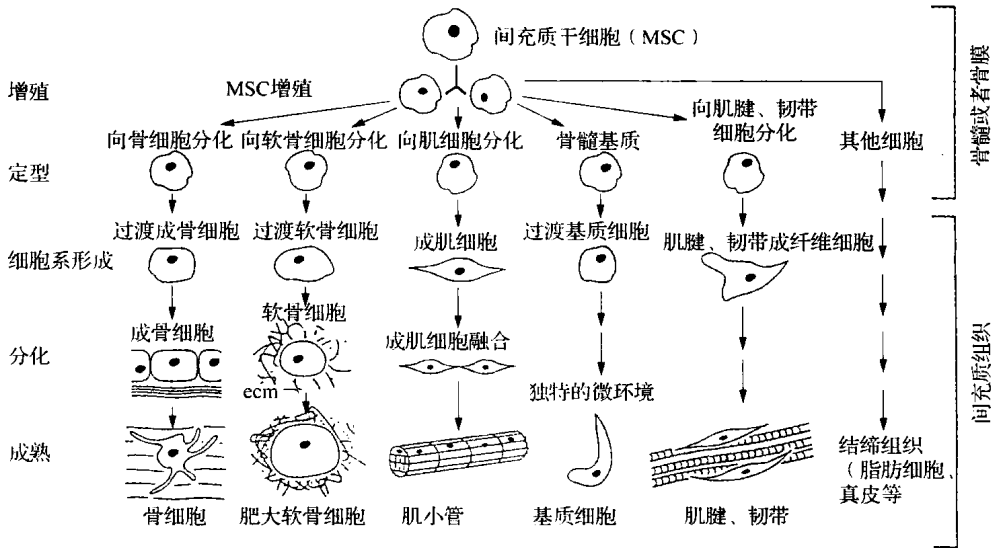 间充质干细胞（MSC）
增殖
MSC增殖
向肌腱、韧带
细胞分化
向骨细胞分化
向软骨细胞分化
向肌细胞分化
骨髓基质
其他细胞
定型
过渡成骨细胞
过渡软骨细胞
成肌细胞
过渡基质细胞
肌腱、韧带成纤维细胞
细胞系形成
软骨细胞
成骨细胞
成肌细胞融合
分化
ecm
独特的微环境
成熟
结缔组织
（脂肪细胞、
真皮等
骨细胞
肥大软骨细胞
肌小管
基质细胞
肌腱、韧带
骨髓或者骨膜
间充质组织